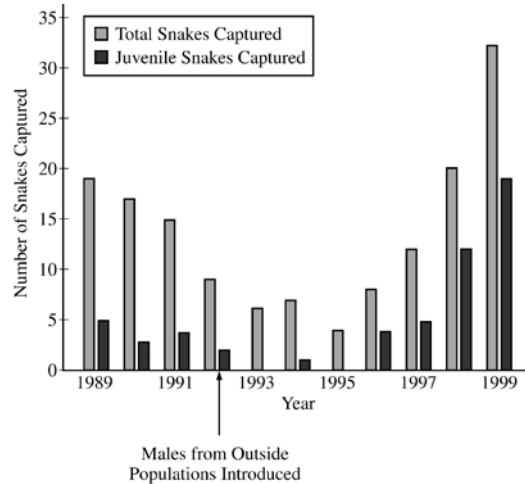 35
Total Snakes Captured
Juvenile Snakes Captured
30
25
20
15
10
5
0
Number of Snakes Captured
1989 1991 1993 1995 1997 1999
Year
Males from Outside
Populations Introduced